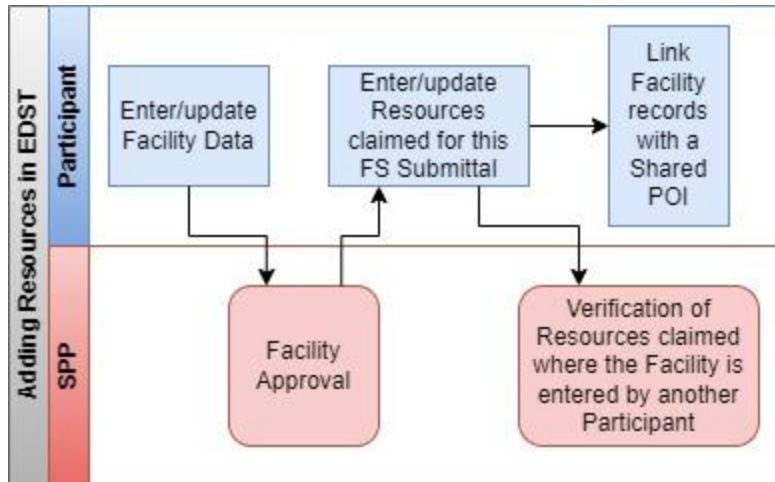 Adding Resources in EDST
Participant
Enter/update
Facility Data
Enter/update
Resources
claimed for this
FS Submittal
Link
Facility
records
with a
Shared
POI
SPP
Facility
Approval
Verification of
Resources claimed
where the Facility is
entered by another
Participant